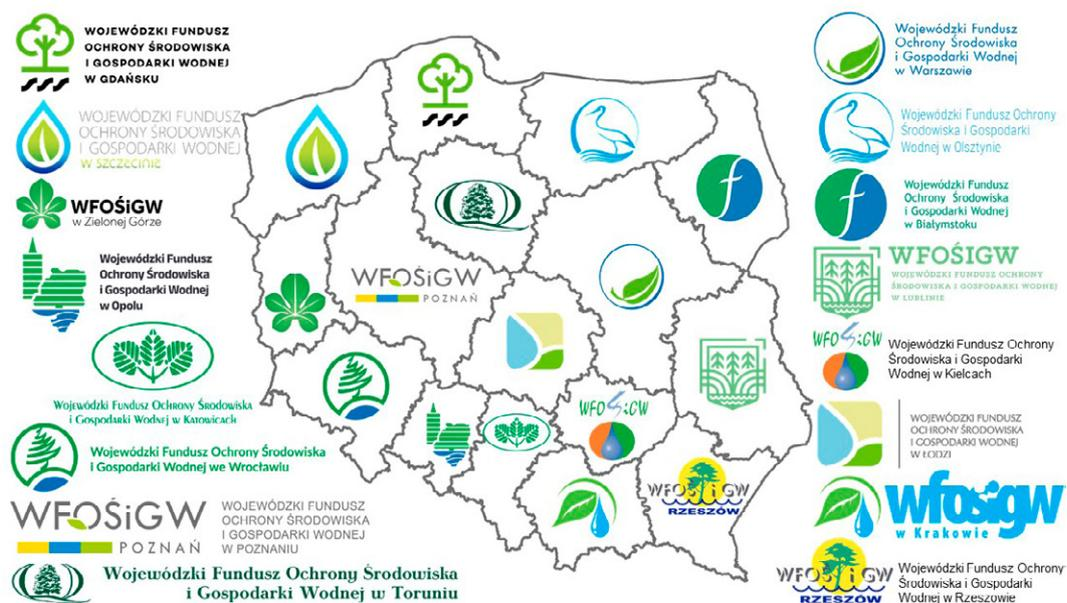 WOJEWÓDZKI FUNDUSZ
OCHRONY ŚRODOWISKA
I GOSPODARKI WODNEJ
W GDAŃSKU
WOJEWÓDZKI FUNDUSZ
OCHRONY ŚRODOWISKA
I GOSPODARKI WODNEJ
W SZCZECINIE
WFOŚiGW
w Zielonej Górze
Wojewódzki Fundusz
Ochrony Środowiska
i Gospodarki Wodnej
w Opolu
Wojewódzki Fundusz Ochrony Środowiska
i Gospodarki Wodnej w Katowicach
Wojewódzki Fundusz Ochrony Środowiska
i Gospodarki Wodnej we Wrocławiu
WFOŚiGW
POZNAŃ
WOJEWÓDZKI FUNDUSZ
OCHRONY ŚRODOWISKA
I GOSPODARKI WODNEJ
W POZNANIU
Wojewódzki Fundusz Ochrony Środowiska
i Gospodarki Wodnej w Toruniu
WFOŚiGW
POZNAŃ
WFOŚiGW
WFOŚiGW
RZESZÓW
Wojewódzki Fundusz
Ochrony Środowiska
i Gospodarki Wodnej
w Warszawie
Wojewódzki Fundusz Ochrony
Środowiska i Gospodarki
Wodnej w Olsztynie
Wojewódzki Fundusz
Ochrony Środowiska
i Gospodarki Wodnej
w Białymstoku
WFOŚIGW
WOJEWÓDZKI FUNDUSZ OCHRONY
ŚRODOWISKA I GOSPODARKI WODNEJ
W LUBLINIE
WFOŚiGW
Wojewódzki Fundusz Ochrony
Środowiska i Gospodarki
Wodnej w Kielcach
WOJEWÓDZKI FUNDUSZ
OCHRONY ŚRODOWISKA
I GOSPODARKI WODNEJ
W ŁODZI
wfośigw
w Krakowie
WFOŚiGW
RZESZÓW
Wojewódzki Fundusz Ochrony
Środowiska i Gospodarki
Wodnej w Rzeszowie